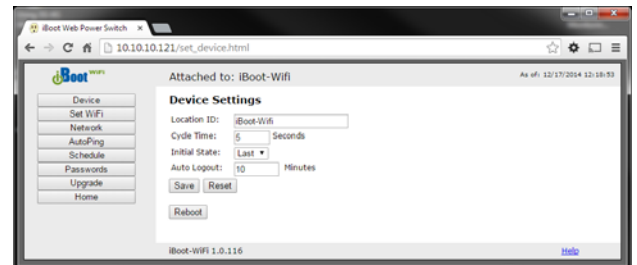 iBoot Web Power Switch
10.10.10.121/set_device.html
iBoot WiFi
Attached to: iBoot-Wifi
As of: 12/17/2014 12:18:53
Device
Set WiFi
Network
AutoPing
Schedule
Passwords
Upgrade
Home
Device Settings
Location ID: iBoot-Wifi
Cycle Time: 5 Seconds
Initial State: Last
Auto Logout: 10 Minutes
Save Reset
Reboot
iBoot-WiFi 1.0.116
Help